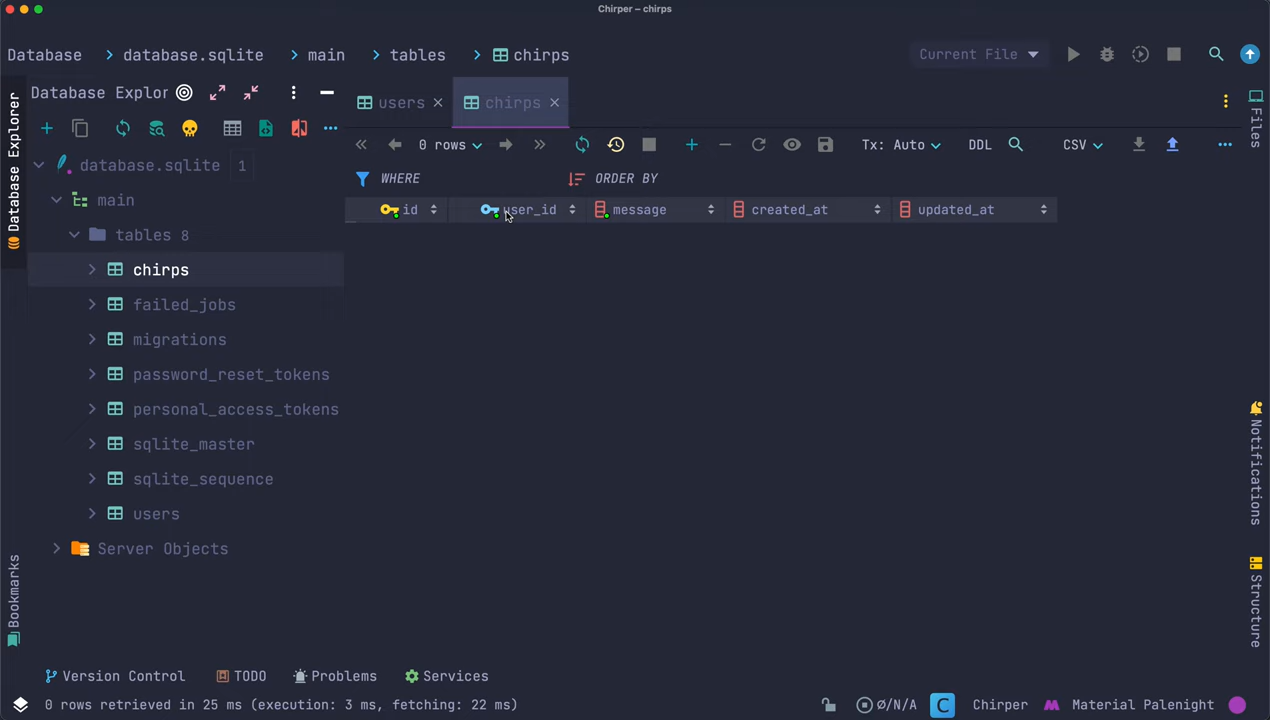 Chirper – chirps
Database database.sqlite main tables chirps
Current File
Database Explorer
Database Explor
database.sqlite 1
main
tables 8
chirps
failed_jobs
migrations
password_reset_tokens
personal_access_tokens
sqlite_master
sqlite_sequence
users
Server Objects
Bookmarks
users chirps
0 rows Tx: Auto DDL CSV
WHERE ORDER BY
id user_id message created_at updated_at
Files
Notifications
Structure
Version Control TODO Problems Services
0 rows retrieved in 25 ms (execution: 3 ms, fetching: 22 ms) Ø/N/A C Chirper Material Palenight